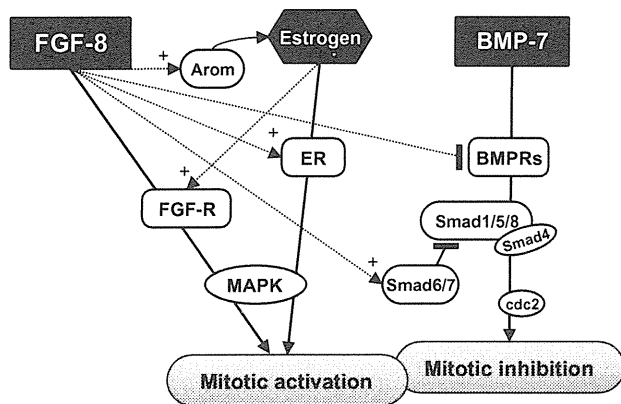 FGF-8
Estrogen
BMP-7
+
Arom
+
ER
BMPRs
+
FGF-R
Smad1/5/8
Smad4
+
MAPK
Smad6/7
cdc2
Mitotic activation
Mitotic inhibition